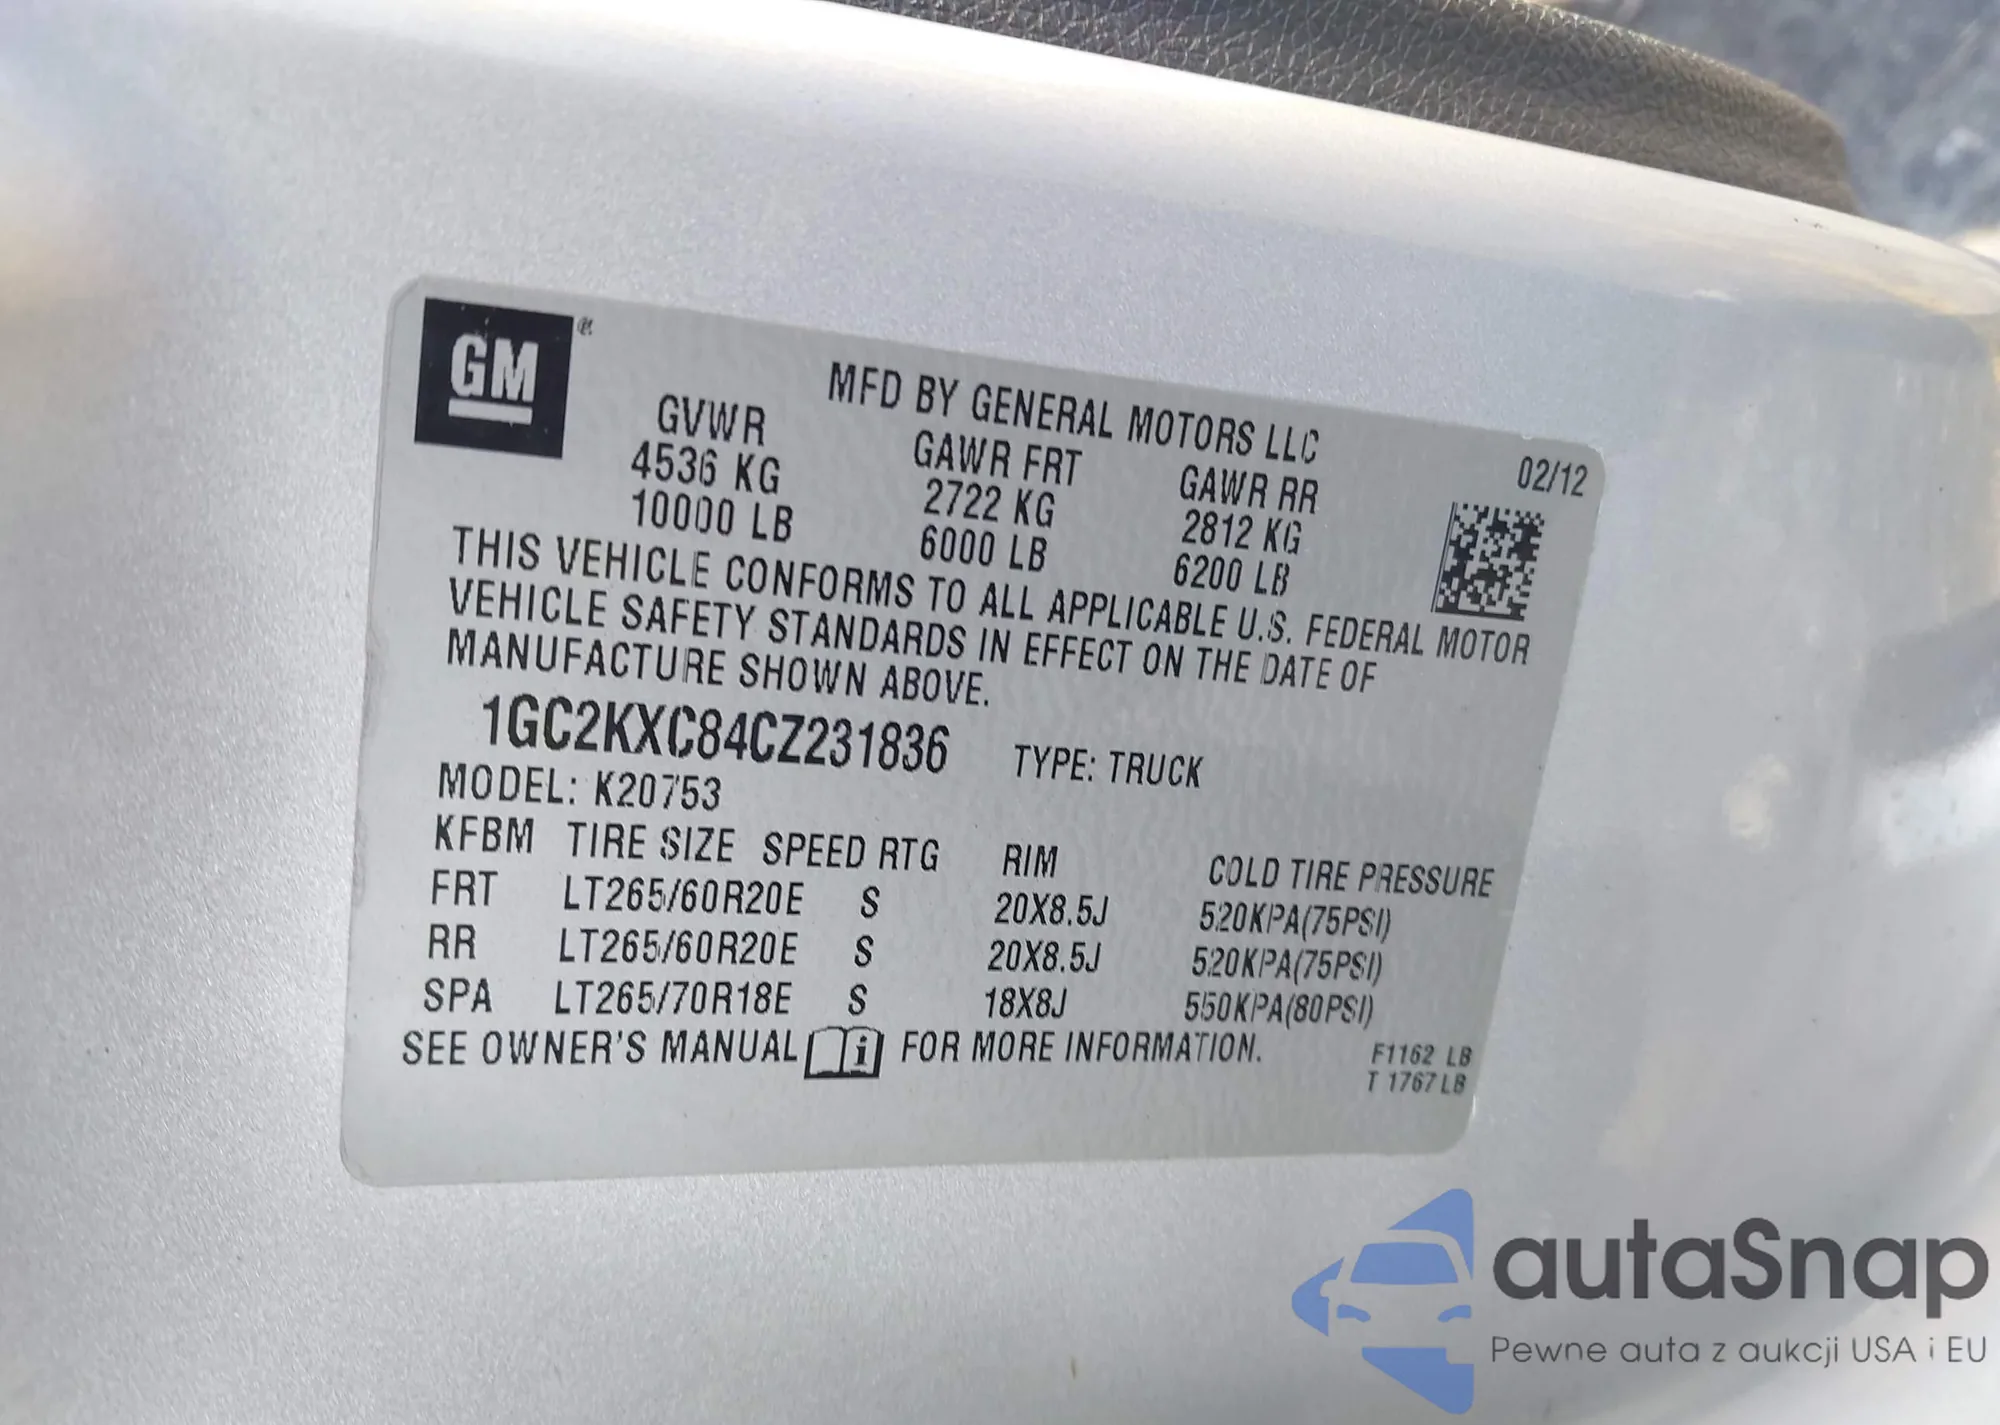 GM
MFD BY GENERAL MOTORS LLC
GVWR GAWR FRT GAWR RR 02/12
4536 KG 2722 KG 2812 KG
10000 LB 6000 LB 6200 LB
THIS VEHICLE CONFORMS TO ALL APPLICABLE U.S. FEDERAL MOTOR
VEHICLE SAFETY STANDARDS IN EFFECT ON THE DATE OF
MANUFACTURE SHOWN ABOVE.
1GC2KXC84CZ231836 TYPE: TRUCK
MODEL: K20753
KFBM TIRE SIZE SPEED RTG RIM COLD TIRE PRESSURE
FRT LT265/60R20E S 20X8.5J 520KPA(75PSI)
RR LT265/60R20E S 20X8.5J 520KPA(75PSI)
SPA LT265/70R18E S 18X8J 550KPA(80PSI)
SEE OWNER'S MANUAL i FOR MORE INFORMATION.
F1162 LB
T 1767 LB
autaSnap
Pewne auta z aukcji USA i EU